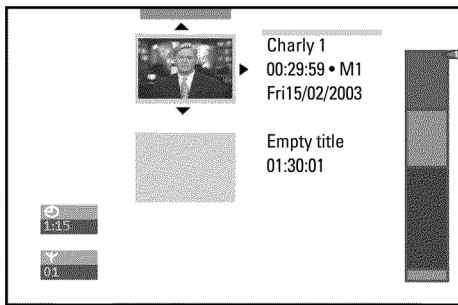 Charly 1
00:29:59 • M1
Fri15/02/2003
Empty title
01:30:01
1:15
01